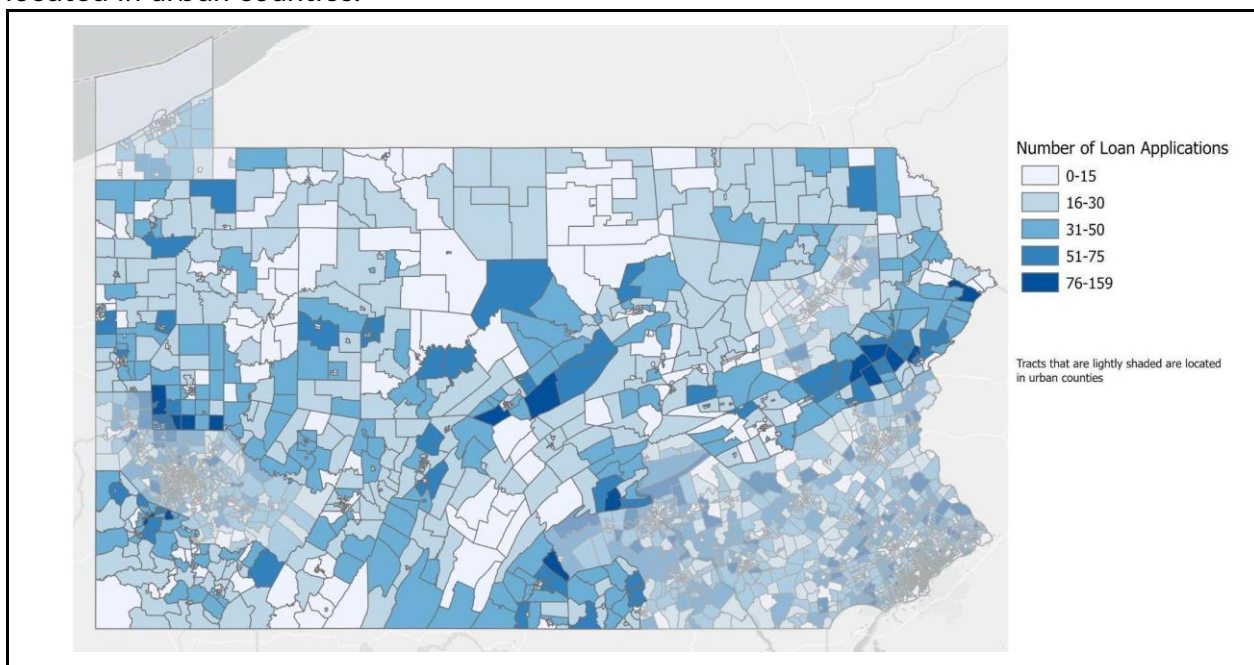 located in urban counties.
Number of Loan Applications
0-15
16-30
31-50
51-75
76-159
Tracts that are lightly shaded are located
in urban counties